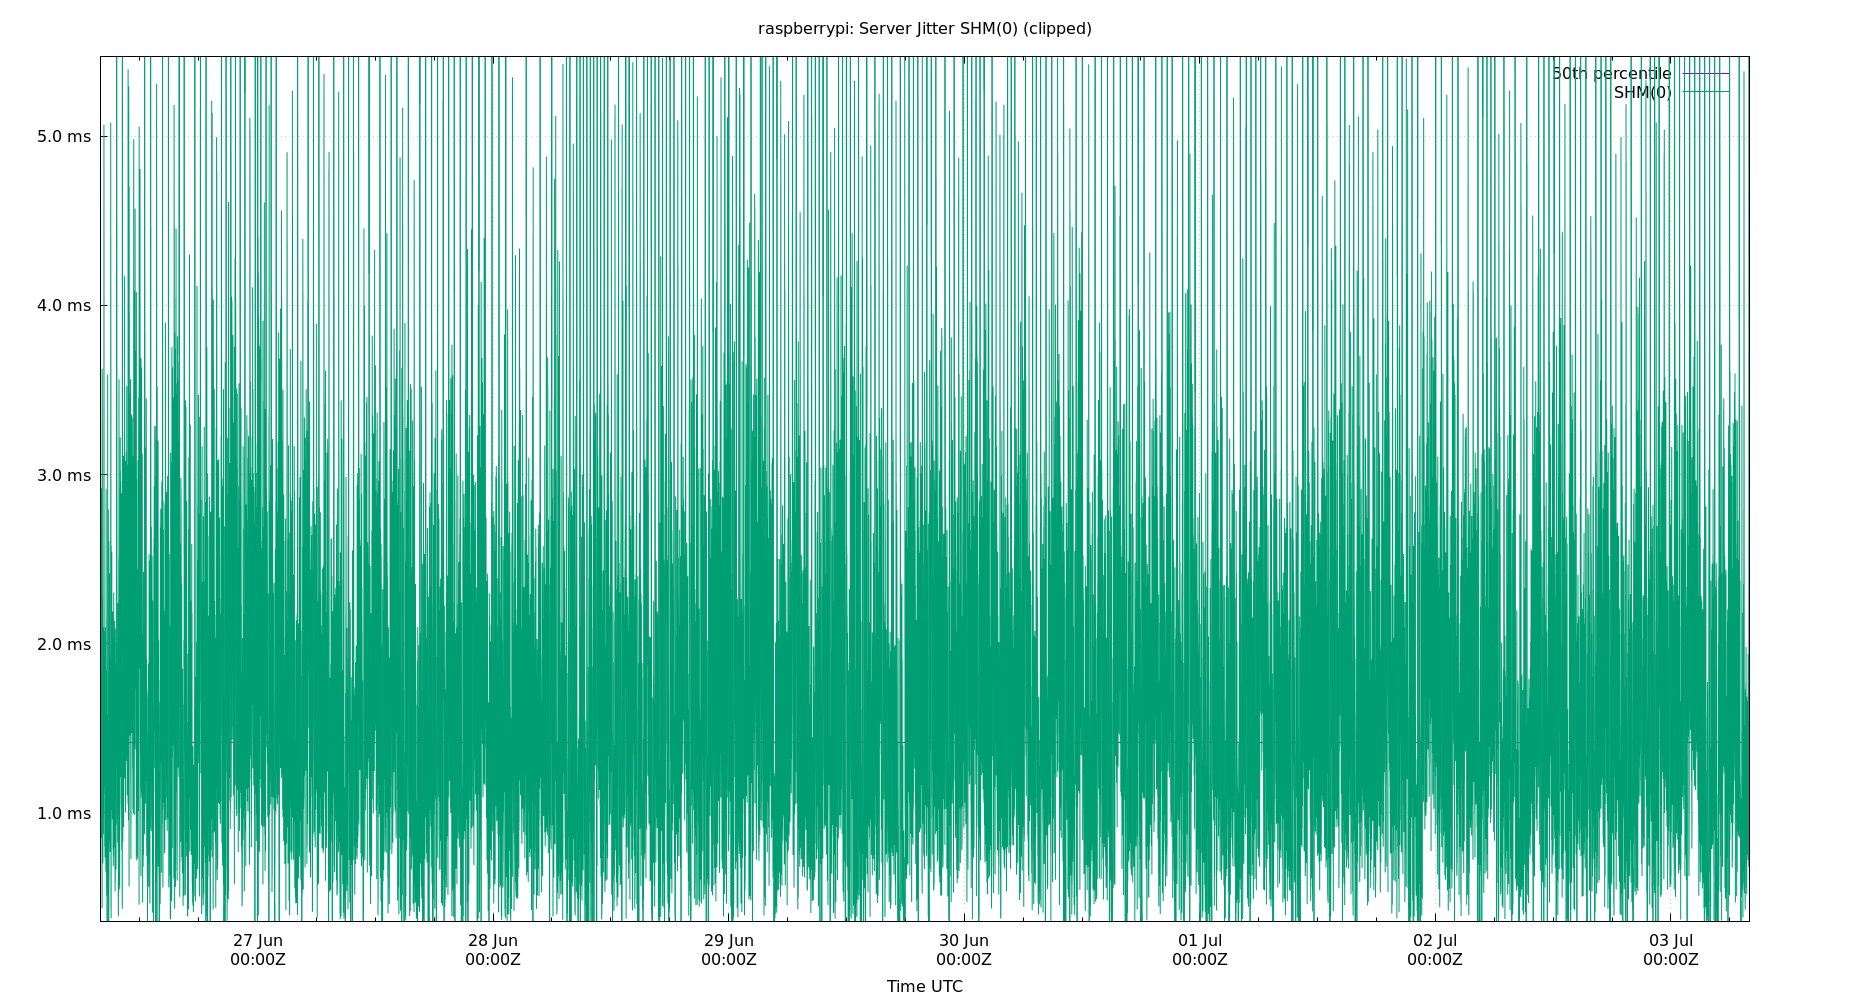 raspberrypi: Server Jitter SHM(0) (clipped)
50th percentile
SHM(0)
5.0 ms
4.0 ms
3.0 ms
2.0 ms
1.0 ms
27 Jun 28 Jun 29 Jun 30 Jun 01 Jul 02 Jul 03 Jul
00:00Z 00:00Z 00:00Z 00:00Z 00:00Z 00:00Z 00:00Z
Time UTC